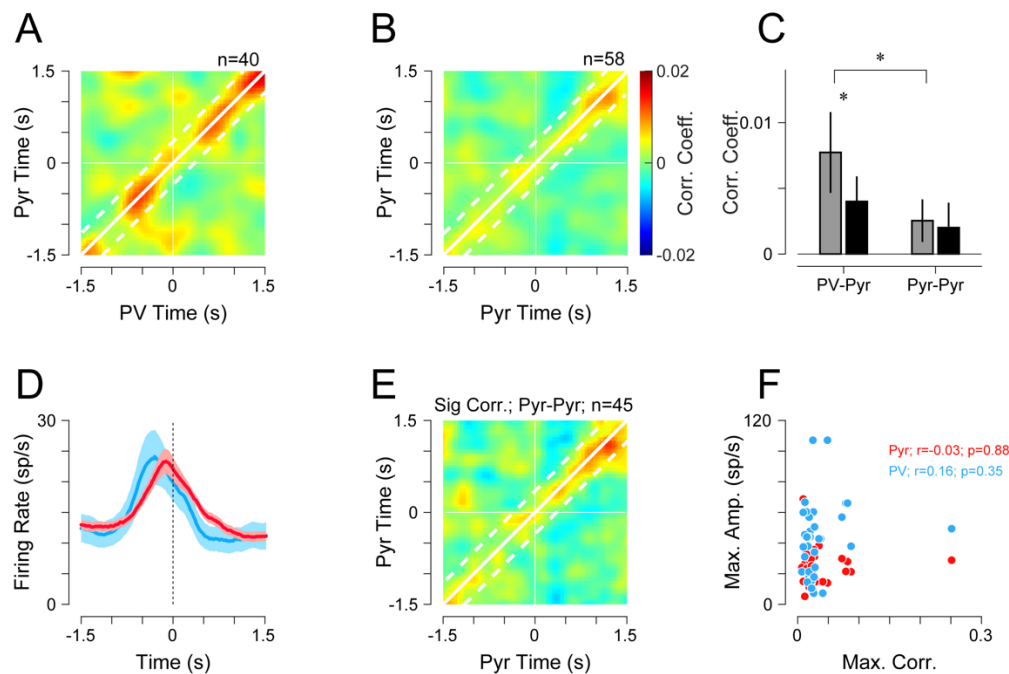 A
n=40
1.5
0
-1.5
Pyr Time (s)
-1.5
0
1.5
PV Time (s)
B
n=58
1.5
0
-1.5
Pyr Time (s)
-1.5
0
1.5
Pyr Time (s)
0.02
-0.02
Corr. Coeff.
C
*
*
0.01
0
Corr. Coeff.
PV-Pyr
Pyr-Pyr
D
30
0
Firing Rate (sp/s)
-1.5
0
1.5
Time (s)
E
Sig Corr.; Pyr-Pyr; n=45
1.5
0
-1.5
Pyr Time (s)
-1.5
0
1.5
Pyr Time (s)
F
120
0
Max. Amp. (sp/s)
Pyr; r=-0.03; p=0.88
PV; r=0.16; p=0.35
0
0.3
Max. Corr.